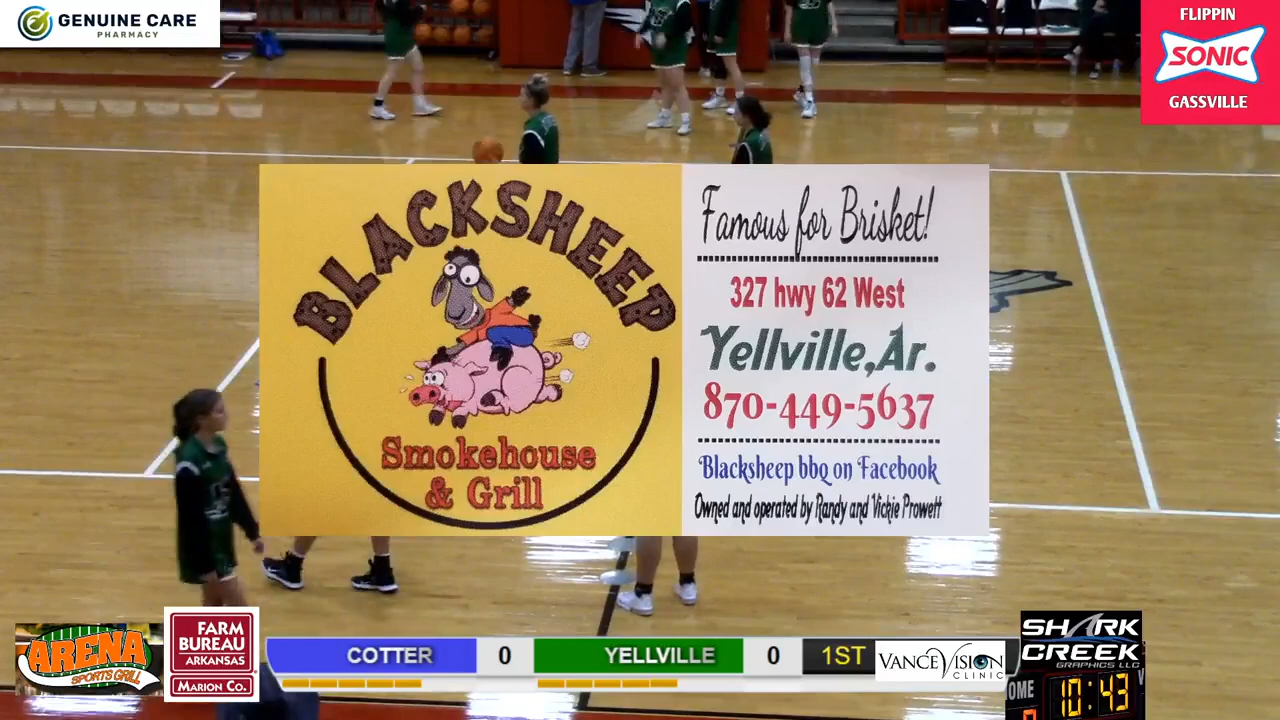 GENUINE CARE
PHARMACY
FLIPPIN
SONIC
GASSVILLE
BLACKSHEEP
Smokehouse
& Grill
Famous for Brisket!
327 hwy 62 West
Yellville,Ar.
870-449-5637
Blacksheep bbq on Facebook
Owned and operated by Randy and Vickie Prowett
ARENA
SPORTS GRILL
FARM
BUREAU
ARKANSAS
Marion Co.
COTTER 0 YELLVILLE 0 1ST
VANCE VISION
CLINIC
SHARK
CREEK
GRAPHICS LLC
OME
10:43